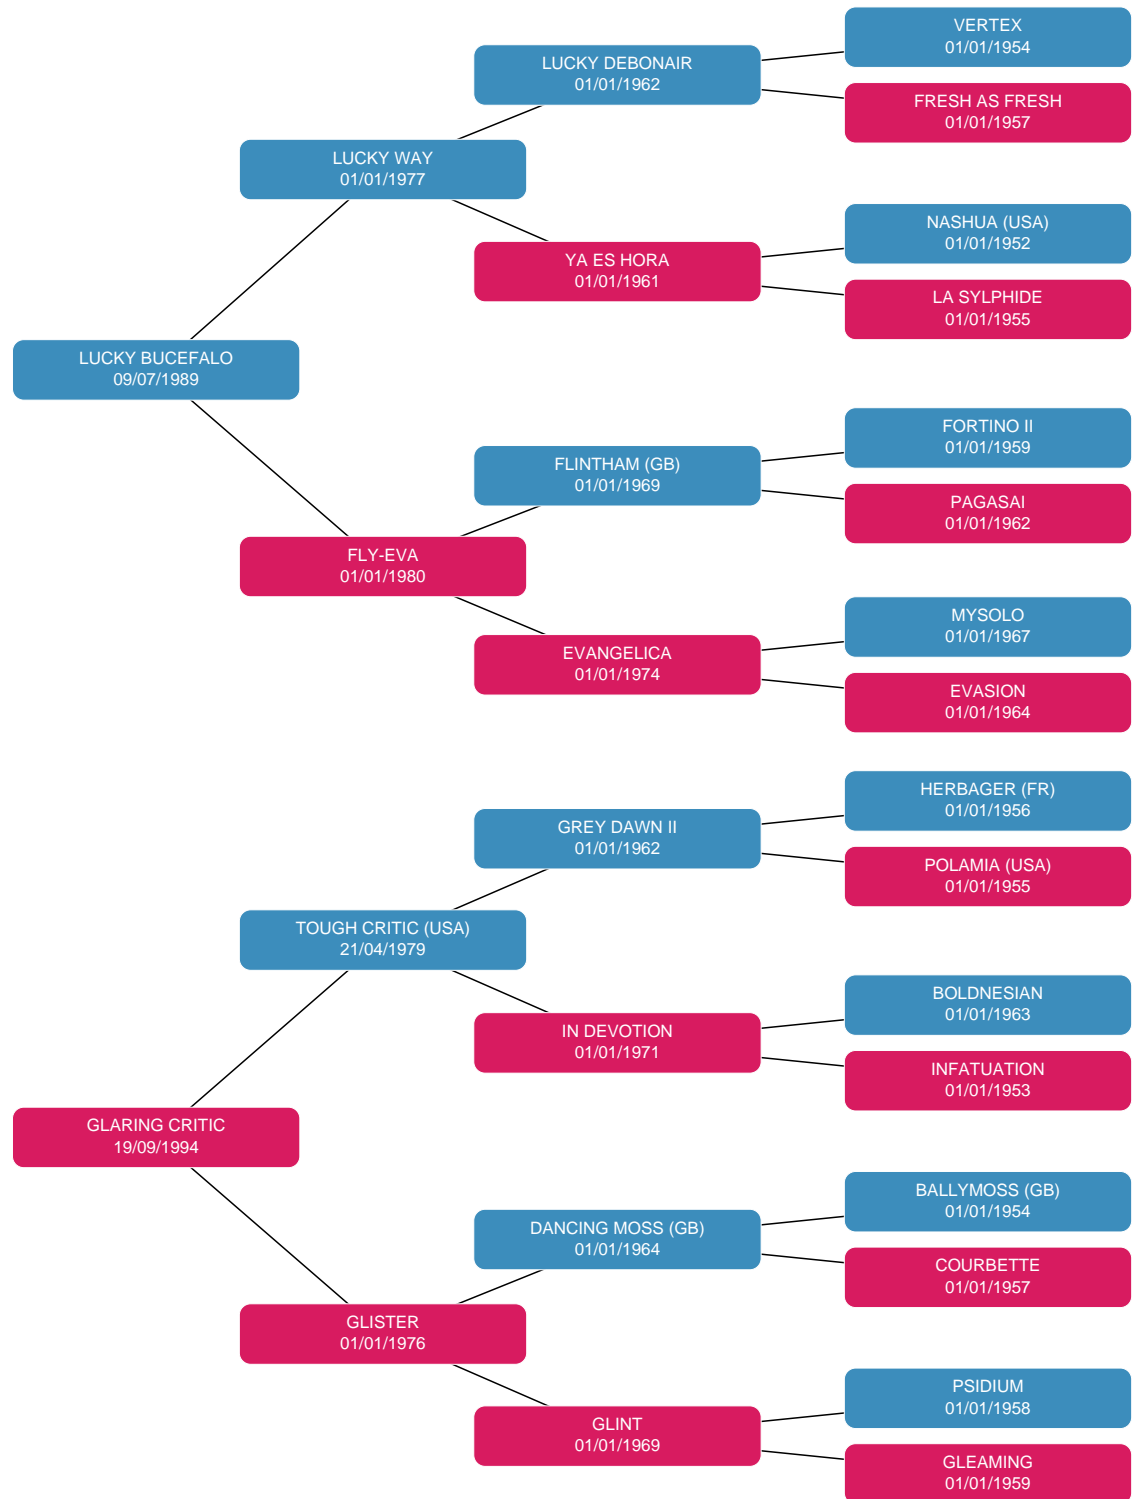 VERTEX
01/01/1954
LUCKY DEBONAIR
01/01/1962
FRESH AS FRESH
01/01/1957
LUCKY WAY
01/01/1977
NASHUA (USA)
01/01/1952
YA ES HORA
01/01/1961
LA SYLPHIDE
01/01/1955
LUCKY BUCEFALO
09/07/1989
FORTINO II
01/01/1959
FLINTHAM (GB)
01/01/1969
PAGASAI
01/01/1962
FLY-EVA
01/01/1980
MYSOLO
01/01/1967
EVANGELICA
01/01/1974
EVASION
01/01/1964
HERBAGER (FR)
01/01/1956
GREY DAWN II
01/01/1962
POLAMIA (USA)
01/01/1955
TOUGH CRITIC (USA)
21/04/1979
BOLDNESIAN
01/01/1963
IN DEVOTION
01/01/1971
INFATUATION
01/01/1953
GLARING CRITIC
19/09/1994
BALLYMOSS (GB)
01/01/1954
DANCING MOSS (GB)
01/01/1964
COURBETTE
01/01/1957
GLISTER
01/01/1976
PSIDIUM
01/01/1958
GLINT
01/01/1969
GLEAMING
01/01/1959